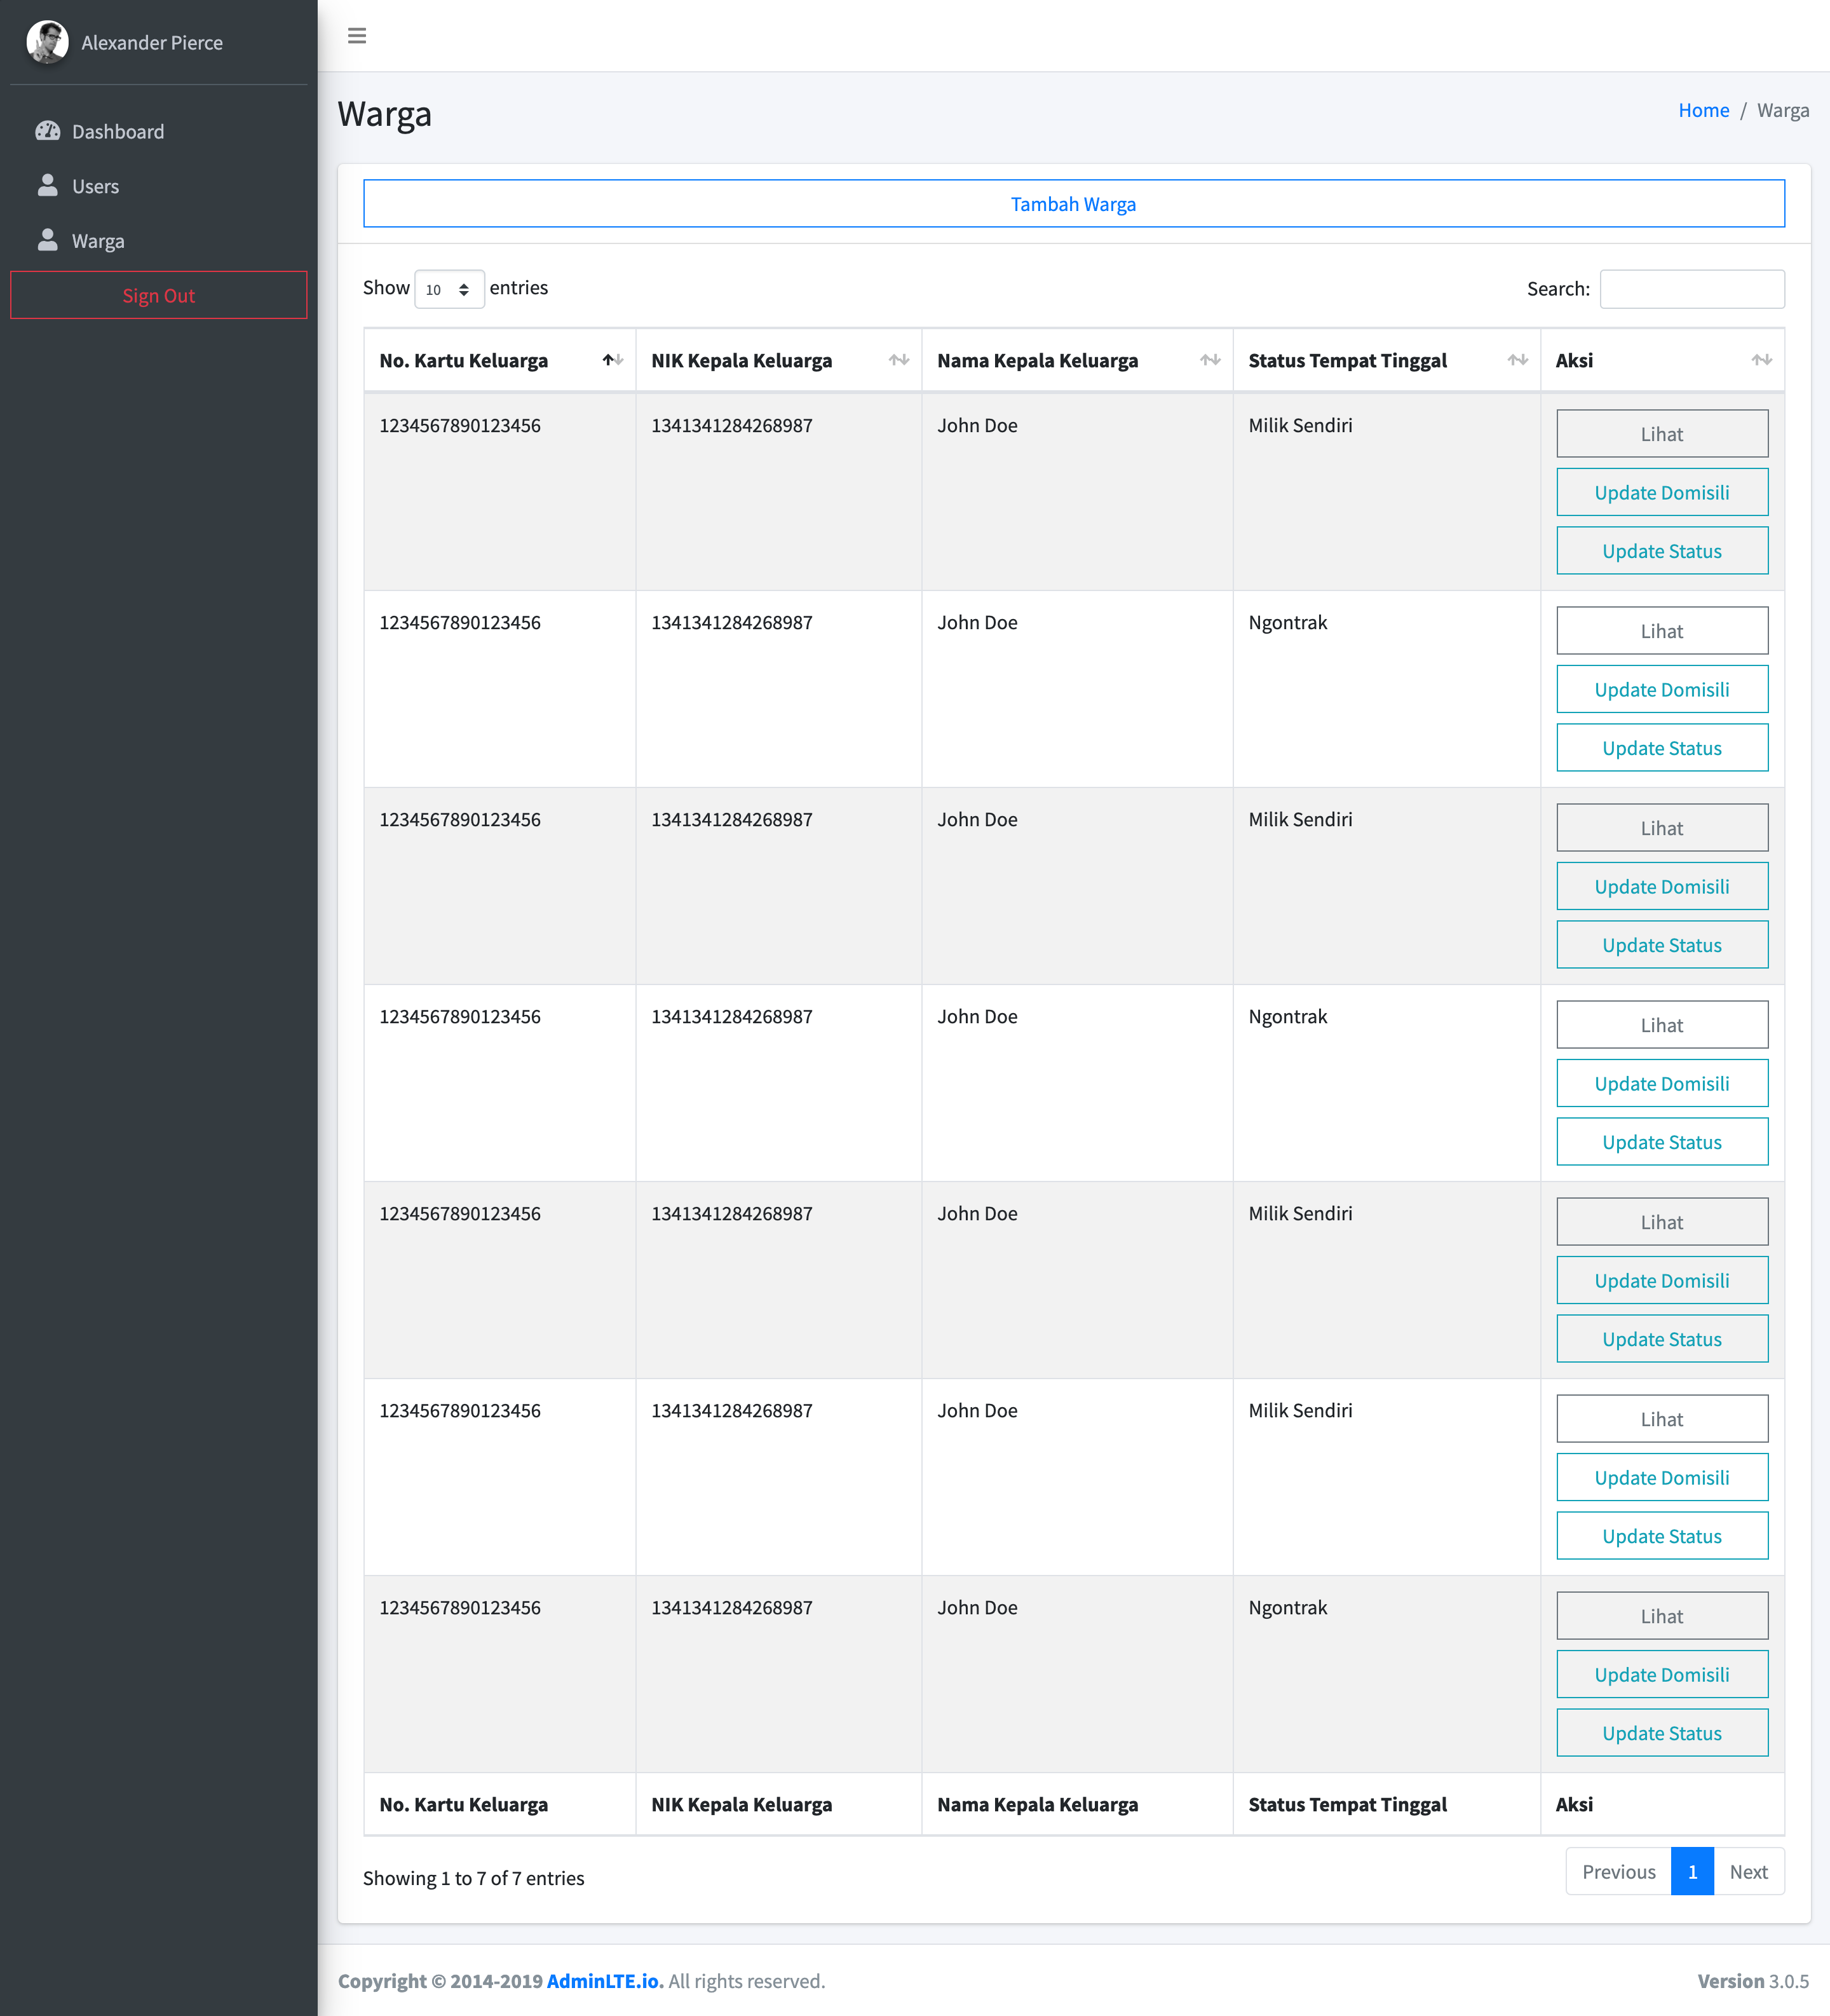 Alexander Pierce
Dashboard
Users
Warga
Sign Out
Warga
Home / Warga
Tambah Warga
Show 10 entries
Search:
No. Kartu Keluarga NIK Kepala Keluarga Nama Kepala Keluarga Status Tempat Tinggal Aksi
1234567890123456 1341341284268987 John Doe Milik Sendiri Lihat
Update Domisili
Update Status
1234567890123456 1341341284268987 John Doe Ngontrak Lihat
Update Domisili
Update Status
1234567890123456 1341341284268987 John Doe Milik Sendiri Lihat
Update Domisili
Update Status
1234567890123456 1341341284268987 John Doe Ngontrak Lihat
Update Domisili
Update Status
1234567890123456 1341341284268987 John Doe Milik Sendiri Lihat
Update Domisili
Update Status
1234567890123456 1341341284268987 John Doe Milik Sendiri Lihat
Update Domisili
Update Status
1234567890123456 1341341284268987 John Doe Ngontrak Lihat
Update Domisili
Update Status
No. Kartu Keluarga NIK Kepala Keluarga Nama Kepala Keluarga Status Tempat Tinggal Aksi
Showing 1 to 7 of 7 entries
Previous 1 Next
Copyright © 2014-2019 AdminLTE.io. All rights reserved.
Version 3.0.5